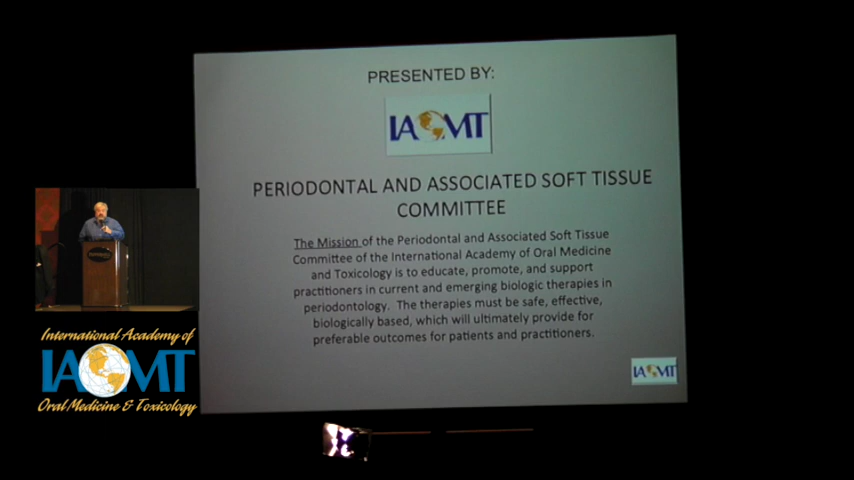 PRESENTED BY:
IAOMT
PERIODONTAL AND ASSOCIATED SOFT TISSUE
COMMITTEE
The Mission of the Periodontal and Associated Soft Tissue
Committee of the International Academy of Oral Medicine
and Toxicology is to educate, promote, and support
practitioners in current and emerging biologic therapies in
periodontology. The therapies must be safe, effective,
biologically based, which will ultimately provide for
preferable outcomes for patients and practitioners.
IAOMT
International Academy of
IAOMT
Oral Medicine & Toxicology